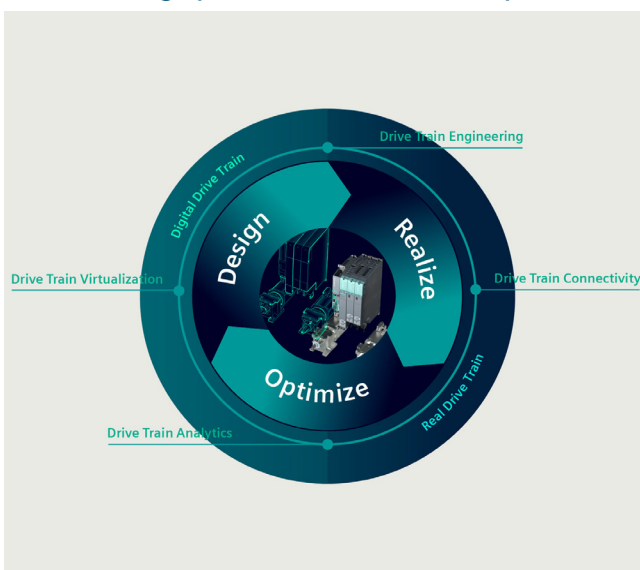 Drive Train Engineering
Digital Drive Train
Design
Realize
Drive Train Virtualization
Drive Train Connectivity
Optimize
Real Drive Train
Drive Train Analytics